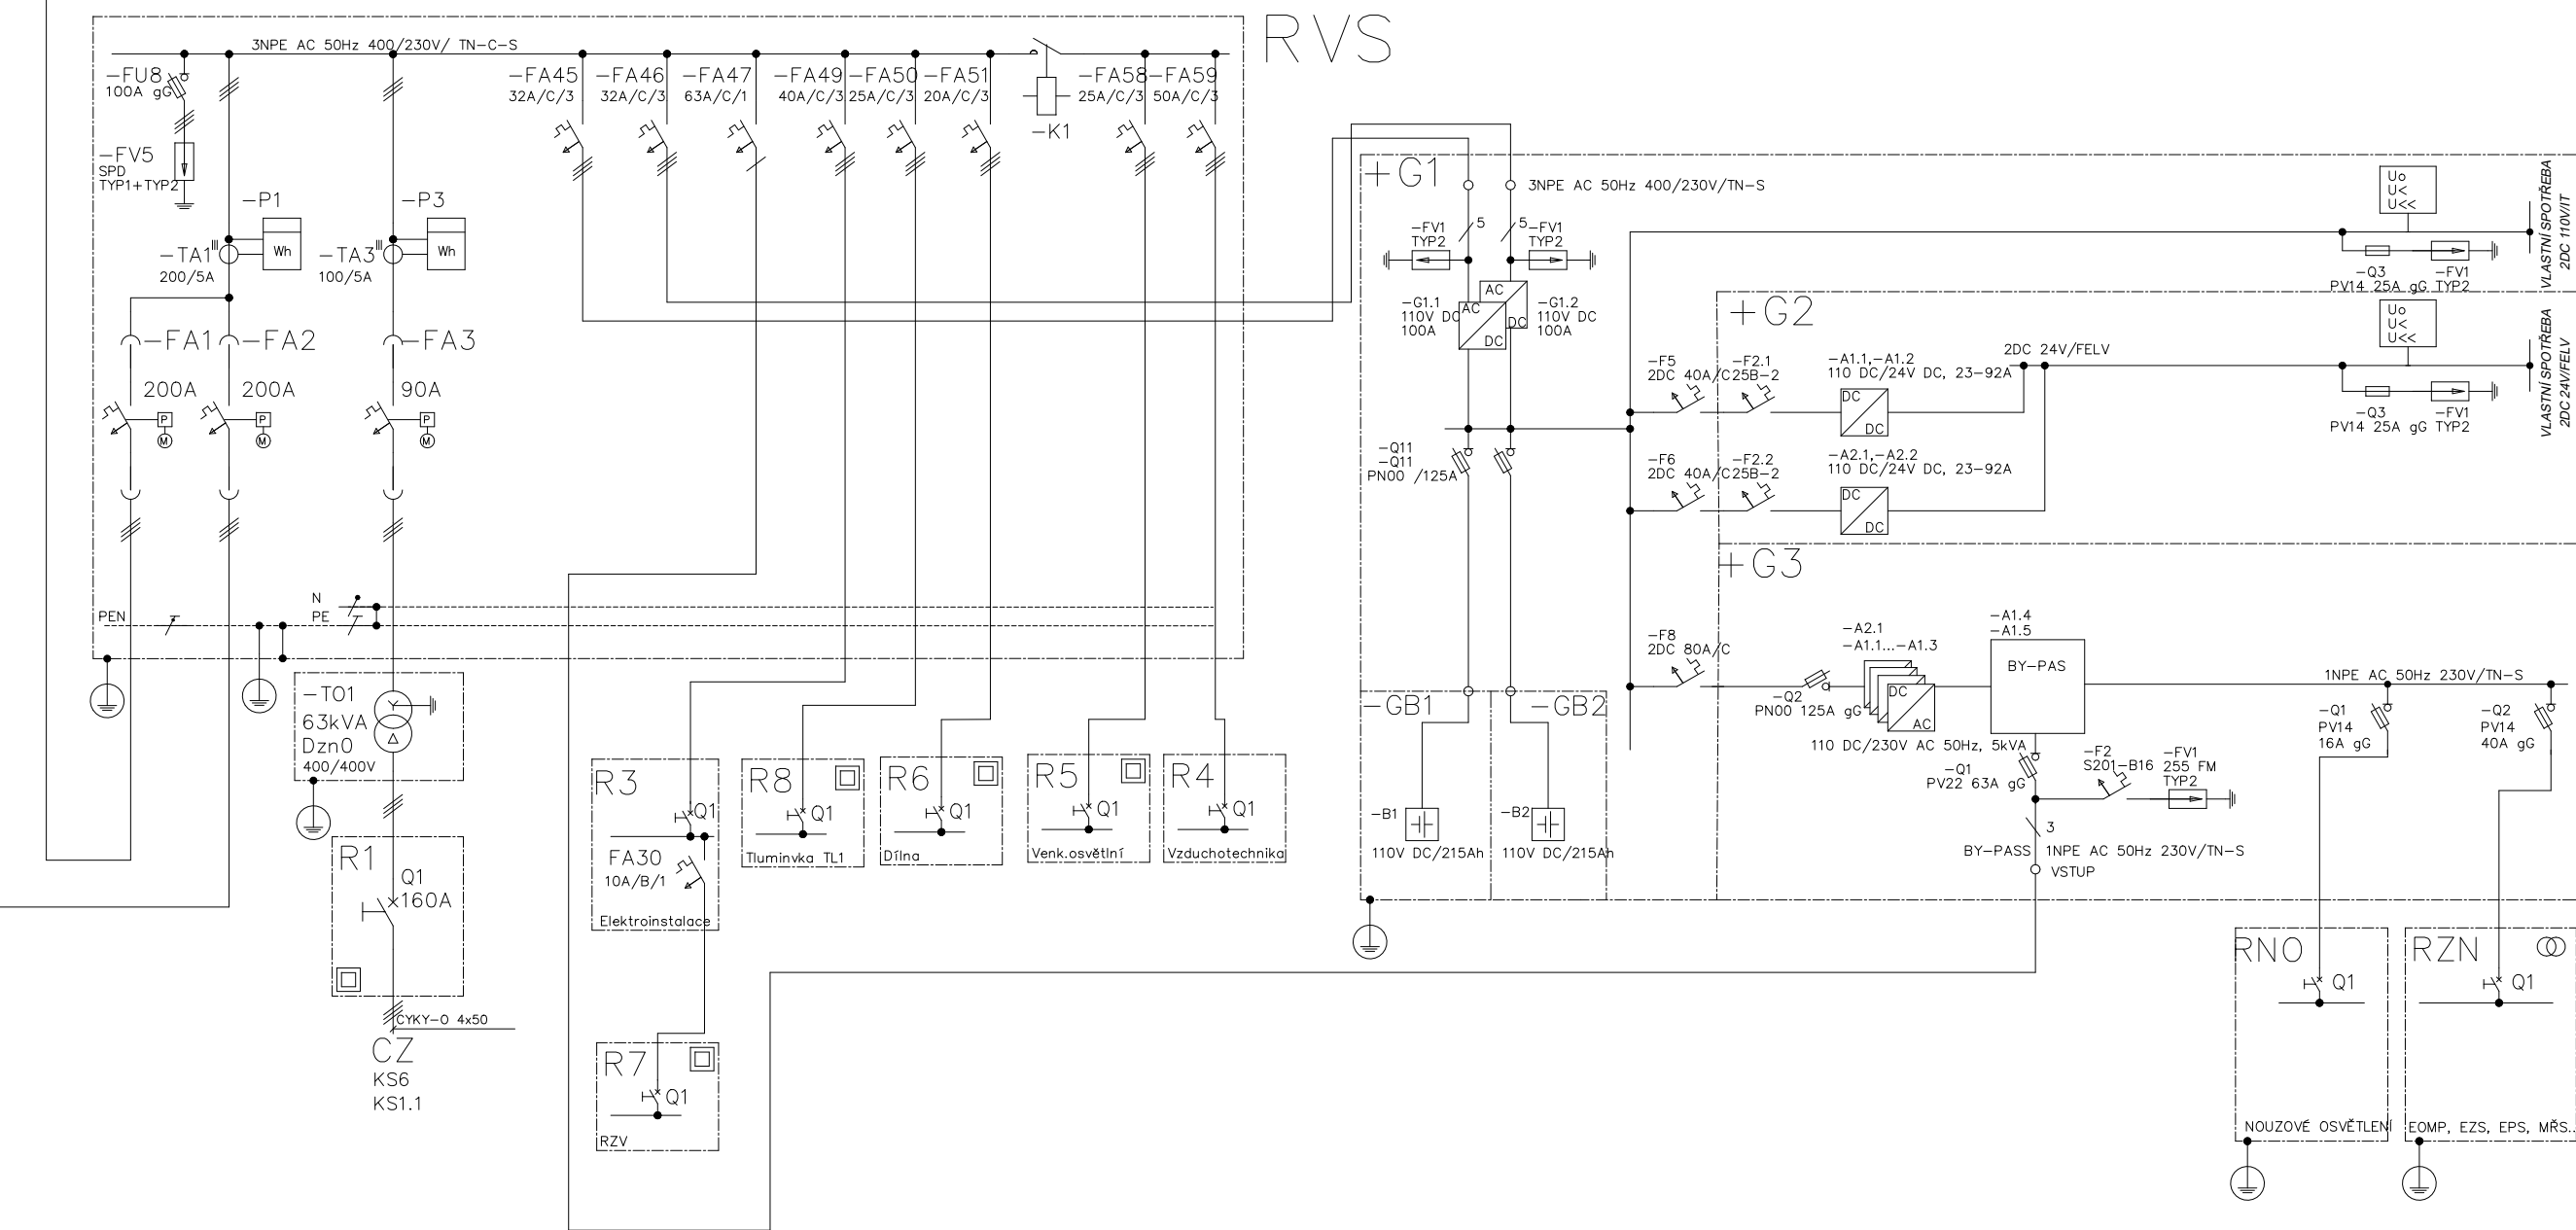 RVS
3NPE AC 50Hz 400/230V/ TN-C-S
-FU8
100A gG
-FV5
SPD
TYP1+TYP2
-P1
Wh
-TA1
200/5A
-P3
Wh
-TA3
100/5A
-FA1
200A
P
M
-FA2
200A
P
M
-FA3
90A
P
M
-FA45
32A/C/3
-FA46
32A/C/3
-FA47
63A/C/1
-FA49
40A/C/3
-FA50
25A/C/3
-FA51
20A/C/3
-K1
-FA58
25A/C/3
-FA59
50A/C/3
PEN
N
PE
-T01
63kVA
Dzn0
400/400V
Y
R1
Q1
160A
CYKY-O 4x50
CZ
KS6
KS1.1
R3
Q1
FA30
10A/B/1
Elektroinstalace
R7
Q1
RZV
R8
Q1
Tluminvka TL1
R6
Q1
Dílna
R5
Q1
Venk.osvětlní
R4
Q1
Vzduchotechnika
+G1
3NPE AC 50Hz 400/230V/TN-S
5
5
-FV1
TYP2
-FV1
TYP2
-G1.1
110V DC
100A
AC
DC
AC
DC
-G1.2
110V DC
100A
-Q11
-Q11
PN00 /125A
-GB1
-B1
110V DC/215Ah
-GB2
-B2
110V DC/215Ah
Uo
U<
U<<
-Q3
PV14 25A gG
-FV1
TYP2
VLASTNÍ SPOTŘEBA
2DC 110V/IT
+G2
-F5
2DC 40A/C
-F2.1
25B-2
-A1.1,-A1.2
110 DC/24V DC, 23-92A
DC
DC
2DC 24V/FELV
-F6
2DC 40A/C
-F2.2
25B-2
-A2.1,-A2.2
110 DC/24V DC, 23-92A
DC
DC
Uo
U<
U<<
-Q3
PV14 25A gG
-FV1
TYP2
VLASTNÍ SPOTŘEBA
2DC 24V/FELV
+G3
-F8
2DC 80A/C
-Q2
PN00 125A gG
-A2.1
-A1.1...-A1.3
DC
AC
110 DC/230V AC 50Hz, 5kVA
-A1.4
-A1.5
BY-PAS
-Q1
PV22 63A gG
-F2
S201-B16
-FV1
255 FM
TYP2
3
BY-PASS 1NPE AC 50Hz 230V/TN-S
VSTUP
1NPE AC 50Hz 230V/TN-S
-Q1
PV14
16A gG
-Q2
PV14
40A gG
RNO
Q1
NOUZOVÉ OSVĚTLENÍ
RZN
Q1
EOMP, EZS, EPS, MŘS..